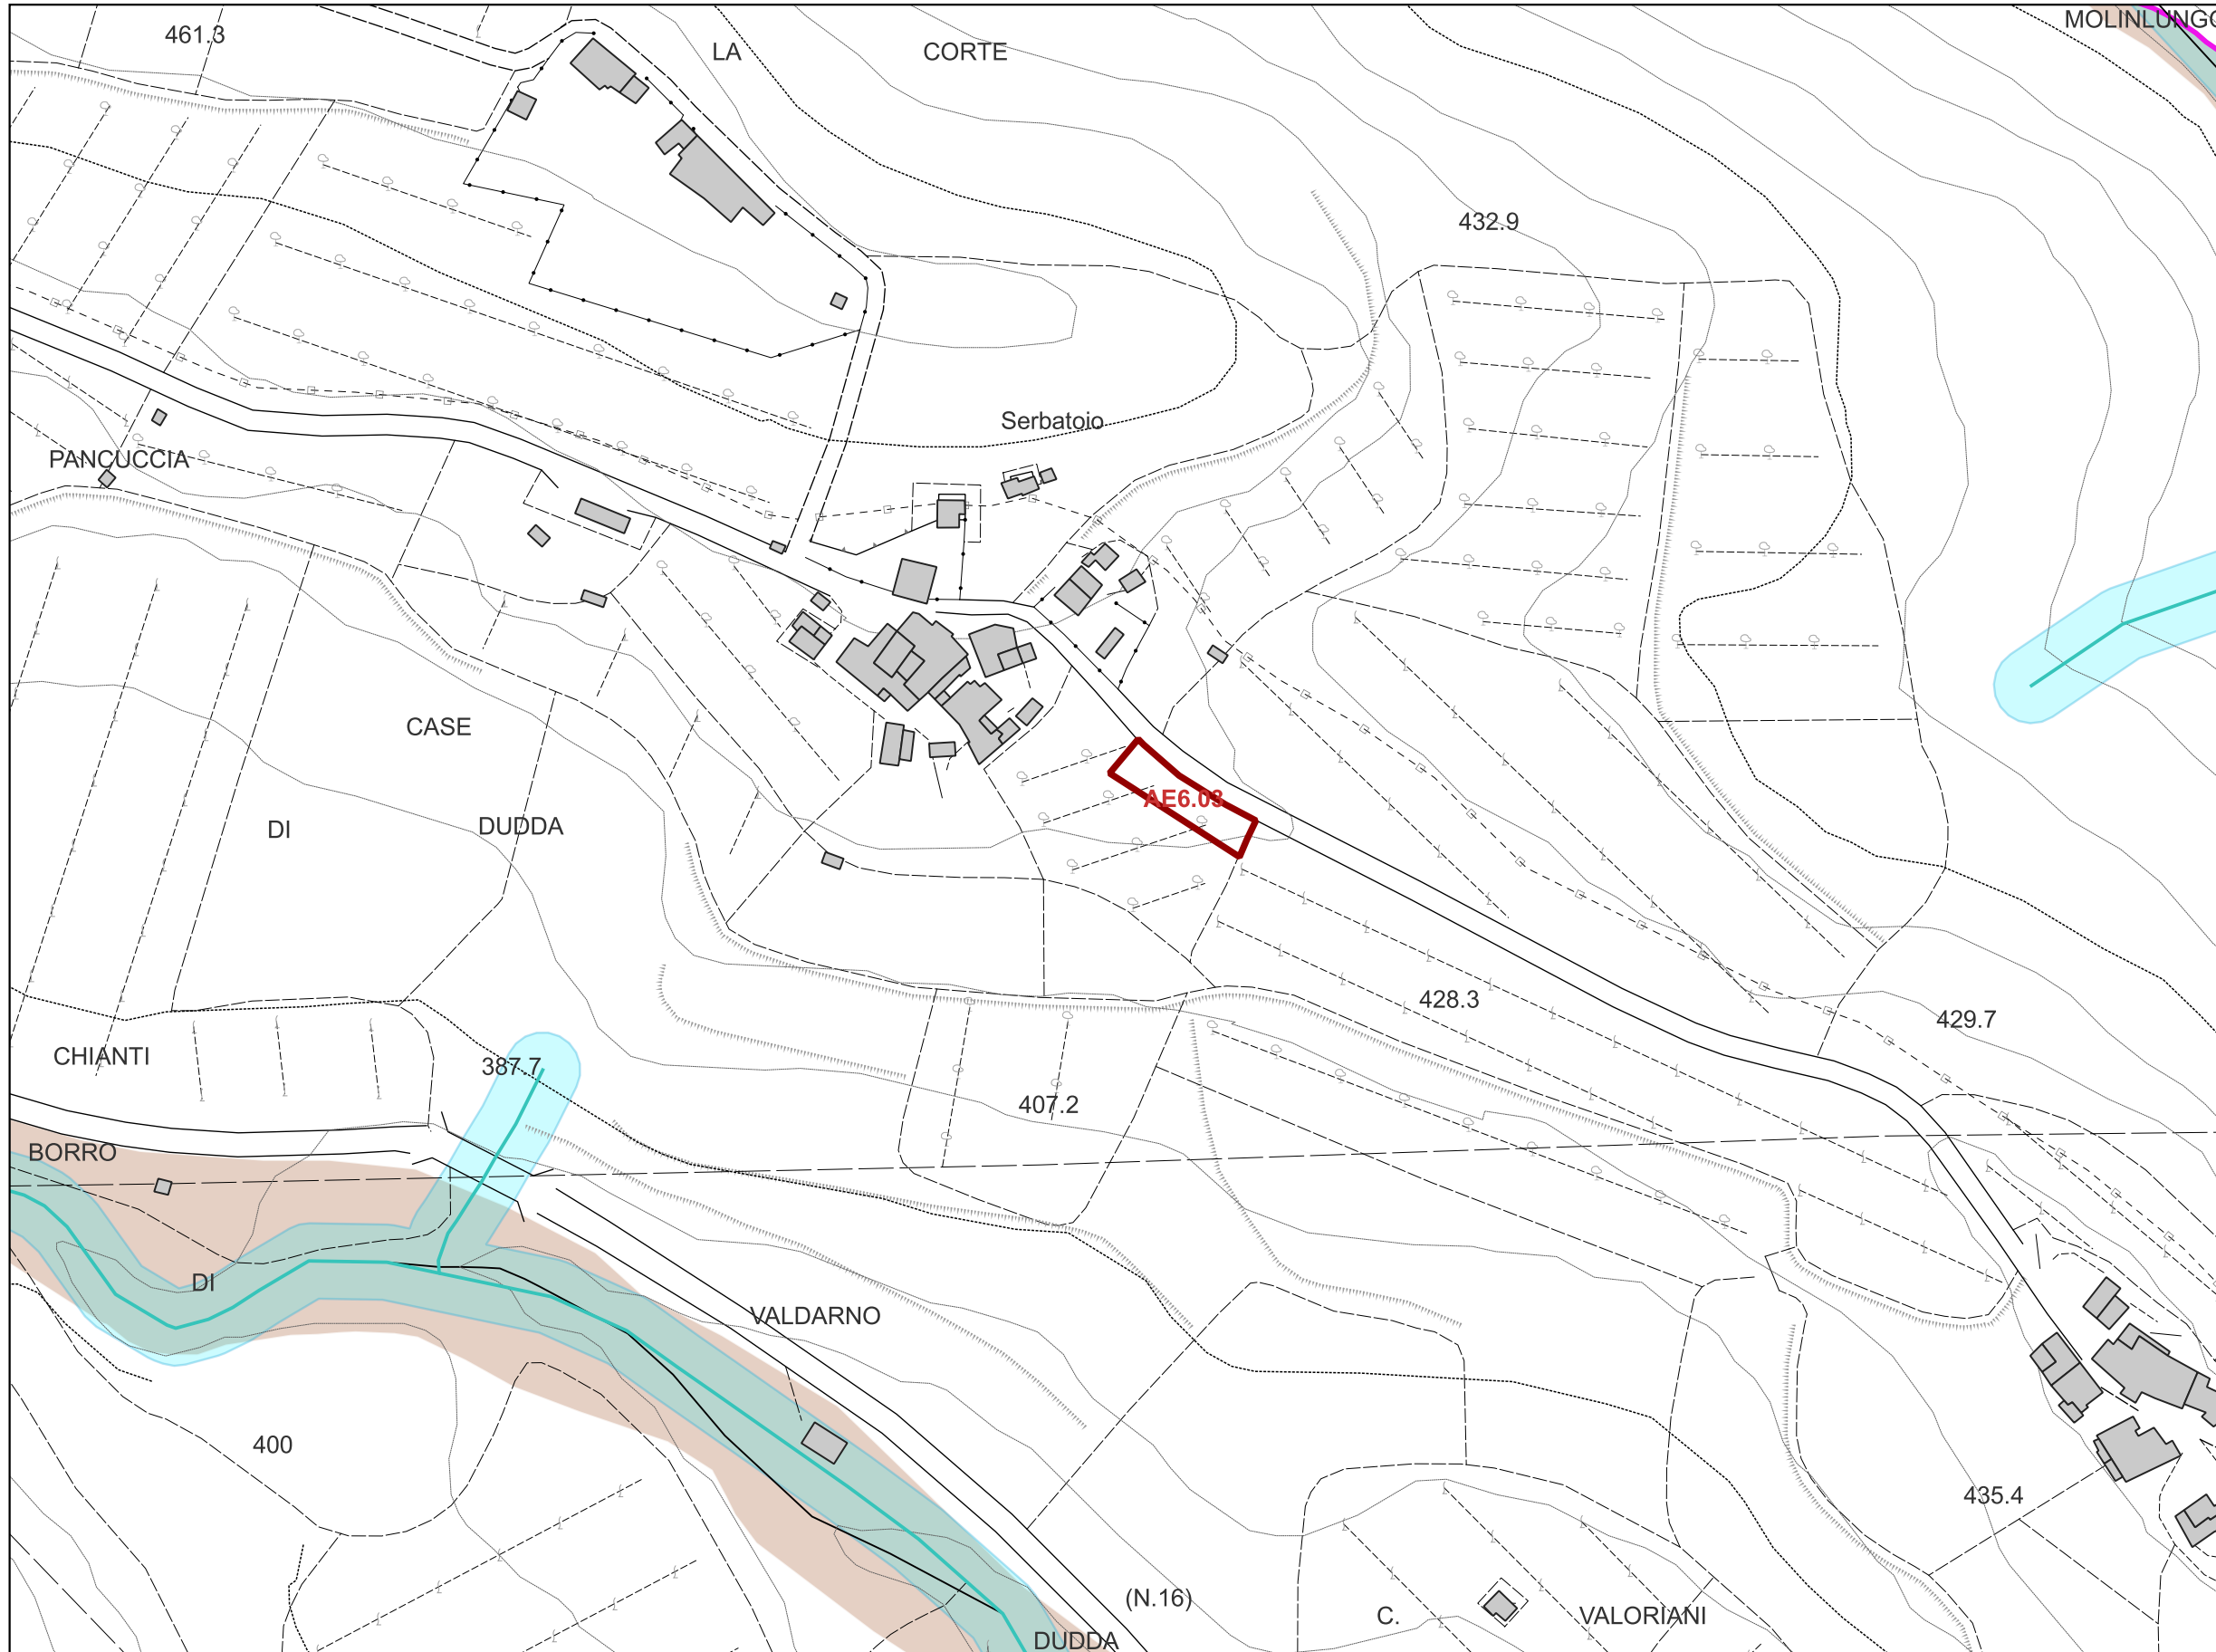 MOLINLUNGO
461.3
LA CORTE
432.9
Serbatoio
PANCUCCIA
CASE
DI DUDDA
AE6.03
428.3
429.7
CHIANTI
387.7
407.2
BORRO
DI
VALDARNO
400
435.4
(N.16)
C. VALORIANI
DUDDA